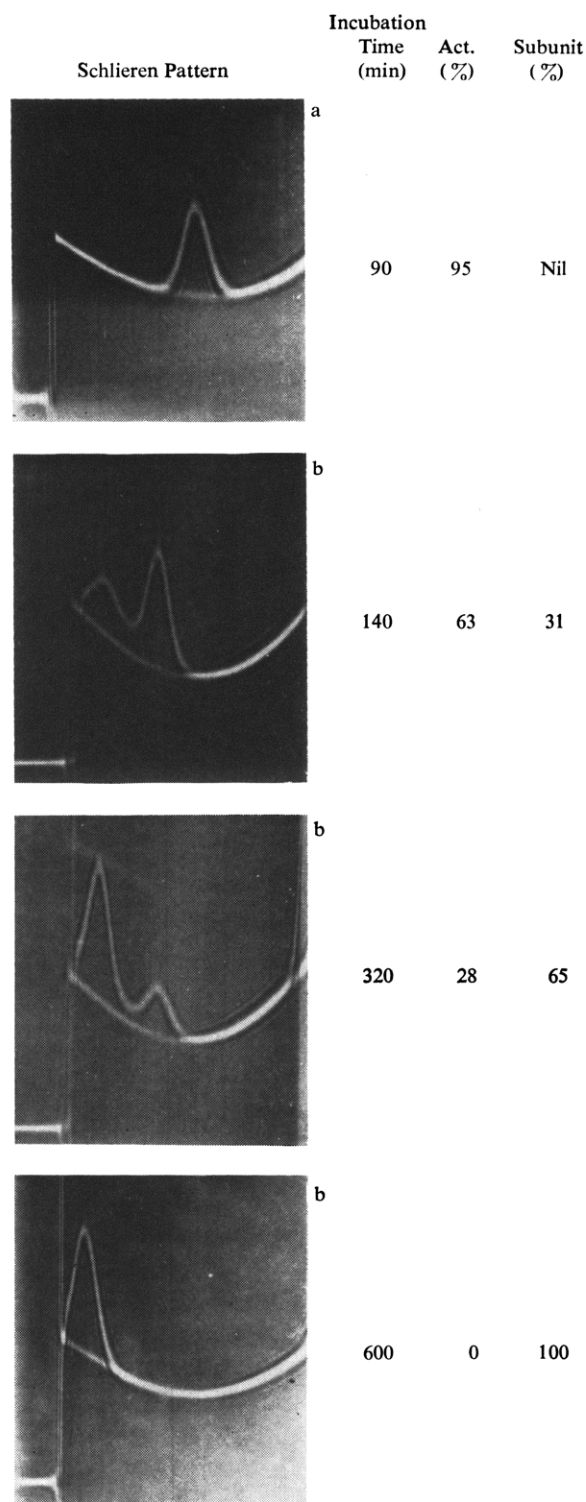 Incubation
Time Act. Subunit
Schlieren Pattern (min) (%) (%)
a
90 95 Nil
b
140 63 31
b
320 28 65
b
600 0 100